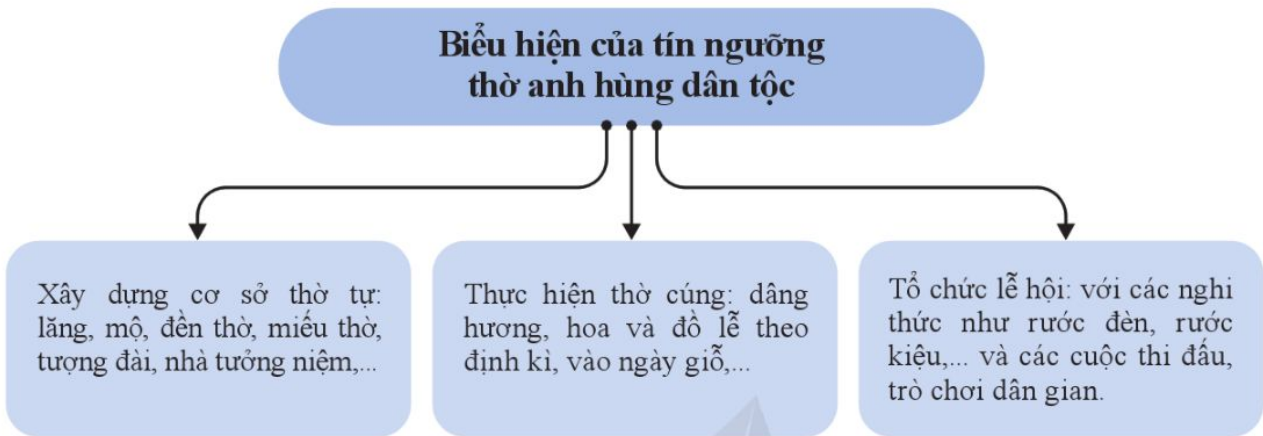 Biểu hiện của tín ngưỡng
thờ anh hùng dân tộc
Xây dựng cơ sở thờ tự:
lăng, mộ, đền thờ, miếu thờ,
tượng đài, nhà tưởng niệm,...
Thực hiện thờ cúng: dâng
hương, hoa và đồ lễ theo
định kì, vào ngày giỗ,...
Tổ chức lễ hội: với các nghi
thức như rước đèn, rước
kiệu,... và các cuộc thi đấu,
trò chơi dân gian.